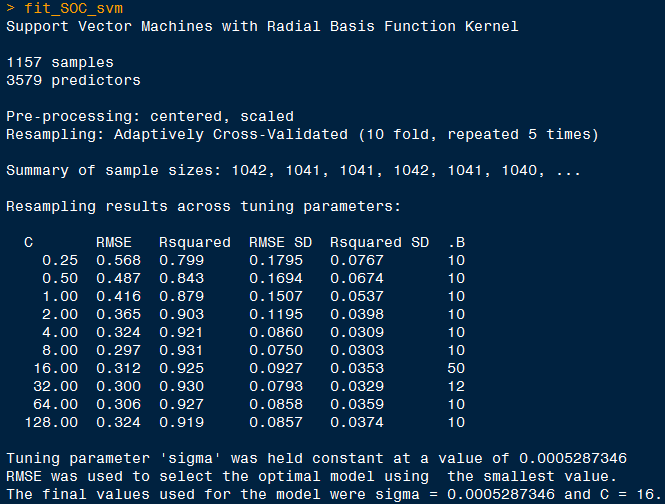 > fit_SOC_svm
Support Vector Machines with Radial Basis Function Kernel

1157 samples
3579 predictors

Pre-processing: centered, scaled
Resampling: Adaptively Cross-Validated (10 fold, repeated 5 times)

Summary of sample sizes: 1042, 1041, 1041, 1042, 1041, 1040, ...

Resampling results across tuning parameters:

C RMSE Rsquared RMSE SD Rsquared SD .B
0.25 0.568 0.799 0.1795 0.0767 10
0.50 0.487 0.843 0.1694 0.0674 10
1.00 0.416 0.879 0.1507 0.0537 10
2.00 0.365 0.903 0.1195 0.0398 10
4.00 0.324 0.921 0.0860 0.0309 10
8.00 0.297 0.931 0.0750 0.0303 10
16.00 0.312 0.925 0.0927 0.0353 50
32.00 0.300 0.930 0.0793 0.0329 12
64.00 0.306 0.927 0.0858 0.0359 10
128.00 0.324 0.919 0.0857 0.0374 10

Tuning parameter 'sigma' was held constant at a value of 0.0005287346
RMSE was used to select the optimal model using  the smallest value.
The final values used for the model were sigma = 0.0005287346 and C = 16.